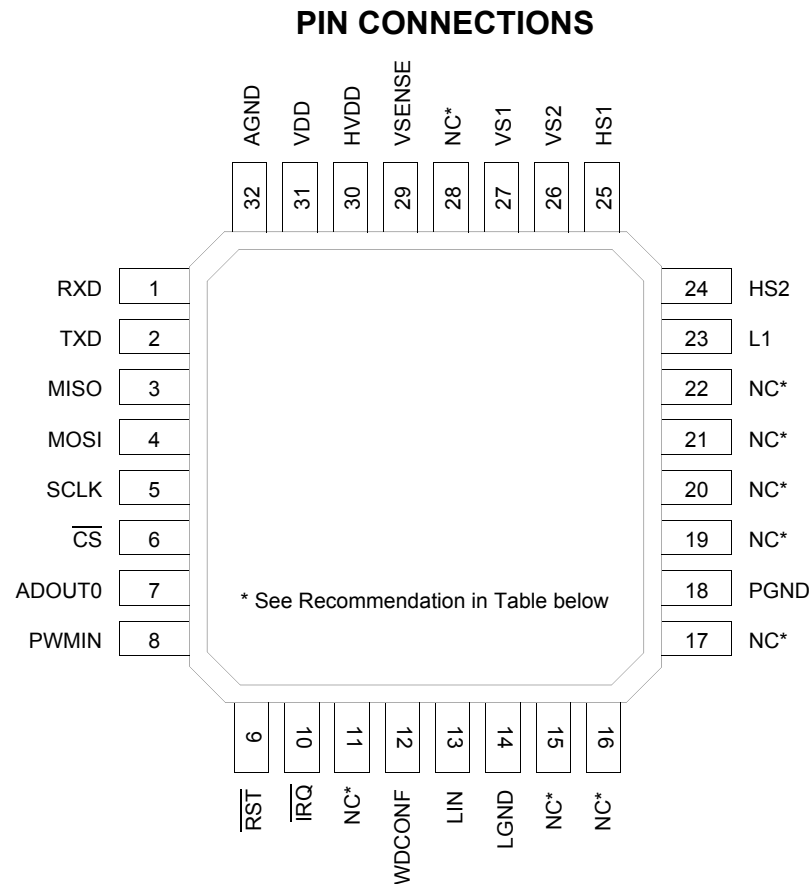 PIN CONNECTIONS
AGND
VDD
HVDD
VSENSE
NC*
VS1
VS2
HS1
32
31
30
29
28
27
26
25
RXD 1
TXD 2
MISO 3
MOSI 4
SCLK 5
C̅S̅ 6
ADOUT0 7
PWMIN 8
24 HS2
23 L1
22 NC*
21 NC*
20 NC*
19 NC*
18 PGND
17 NC*
* See Recommendation in Table below
9
10
11
12
13
14
15
16
R̅S̅T̅
I̅R̅Q̅
NC*
WDCONF
LIN
LGND
NC*
NC*